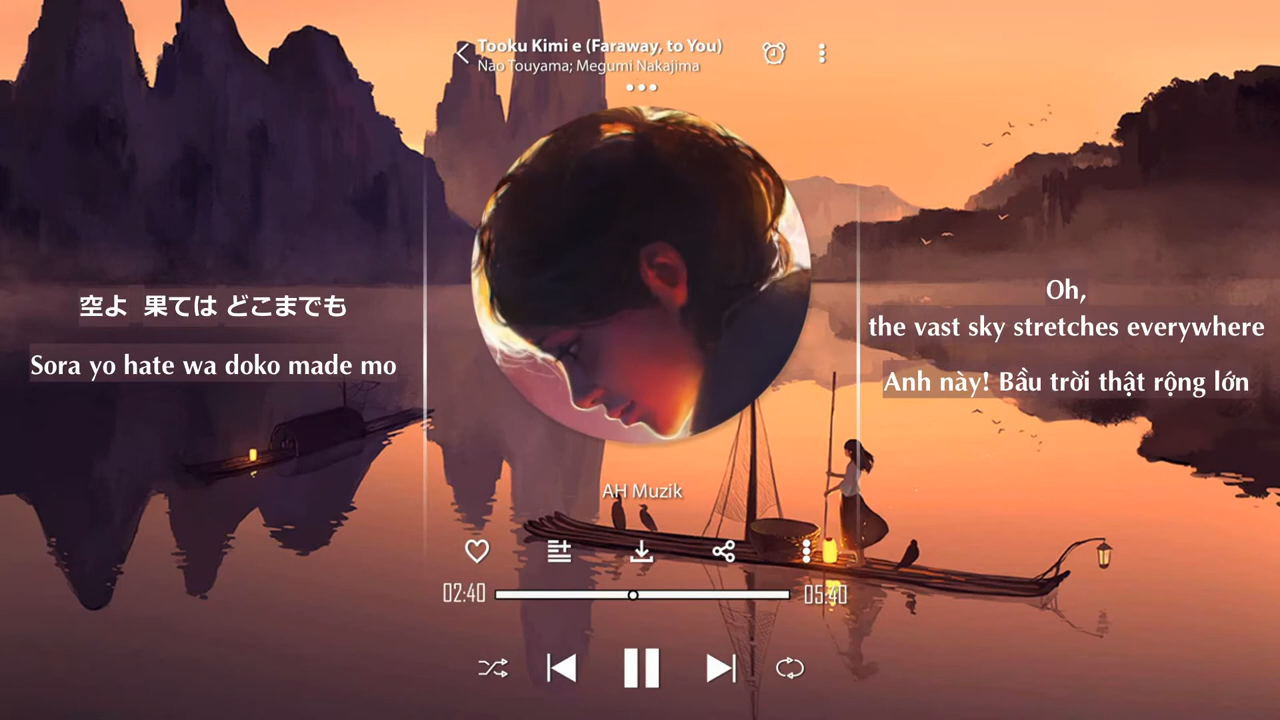 Tooku Kimi e (Faraway, to You)
Nao Touyama; Megumi Nakajima
空よ 果ては どこまでも
Sora yo hate wa doko made mo
Oh,
the vast sky stretches everywhere
Anh này! Bầu trời thật rộng lớn
AH Muzik
02:40
05:40